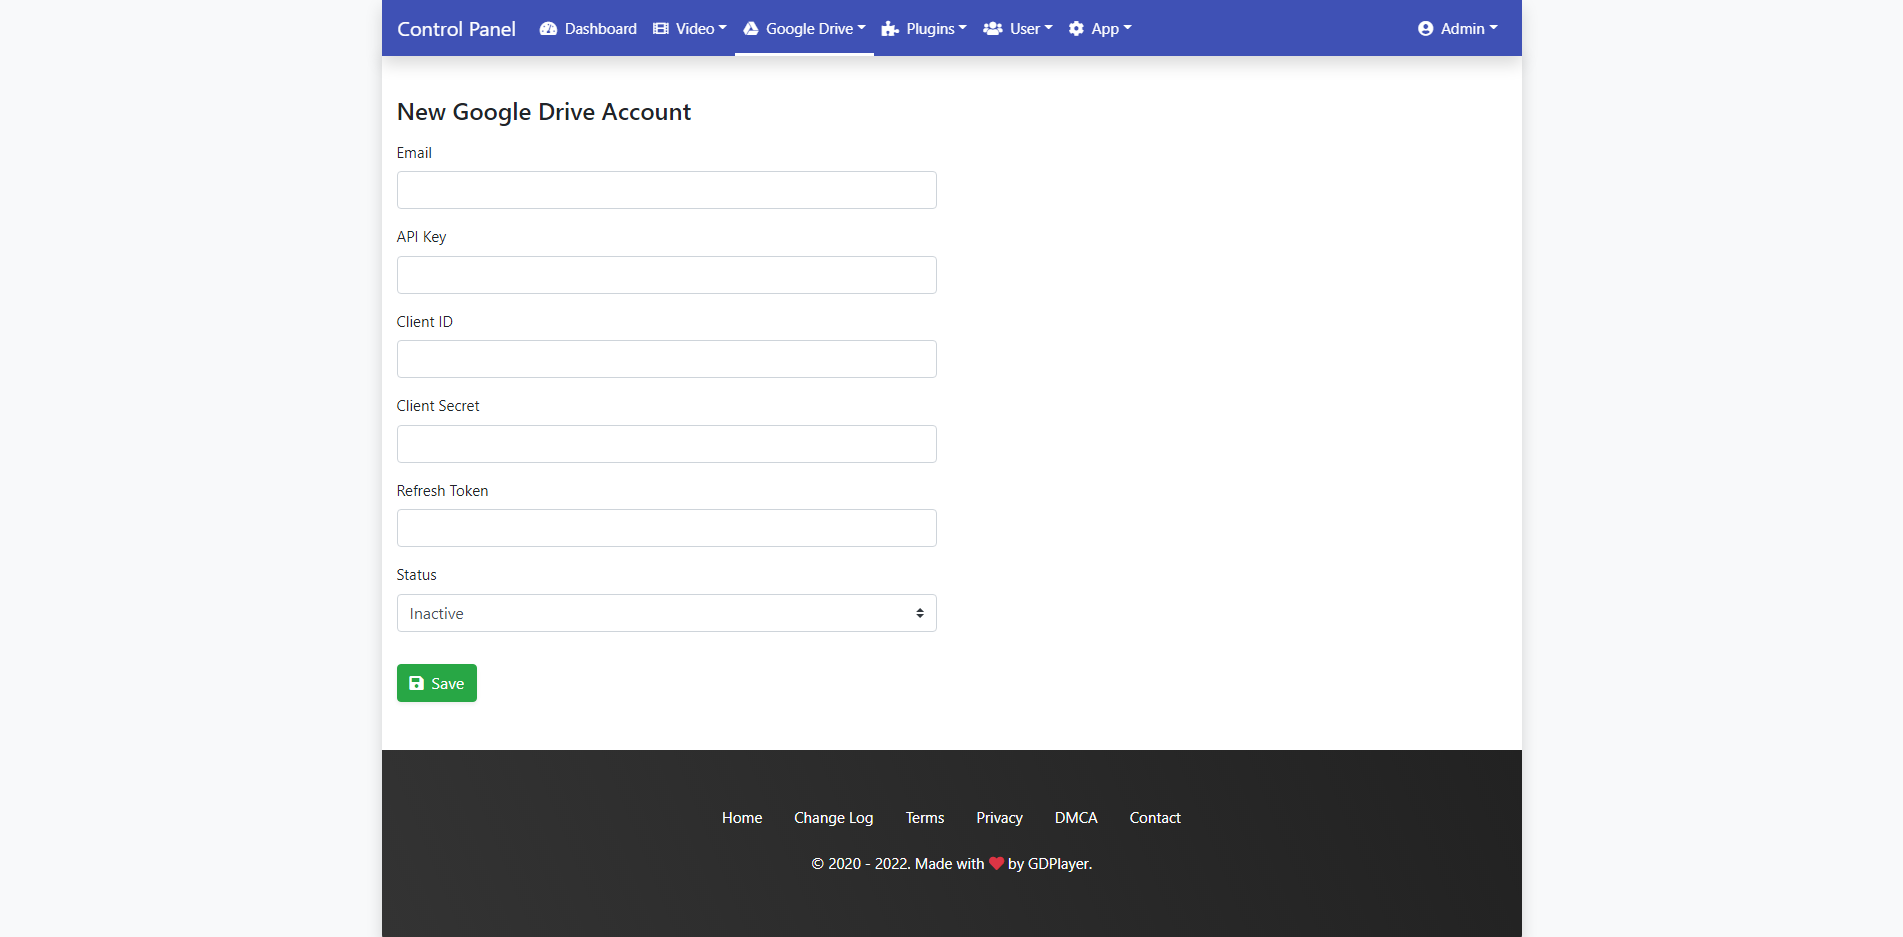 Control Panel Dashboard Video Google Drive Plugins User App Admin
New Google Drive Account
Email
API Key
Client ID
Client Secret
Refresh Token
Status
Inactive
Save
Home Change Log Terms Privacy DMCA Contact
© 2020 - 2022. Made with ❤ by GDPlayer.